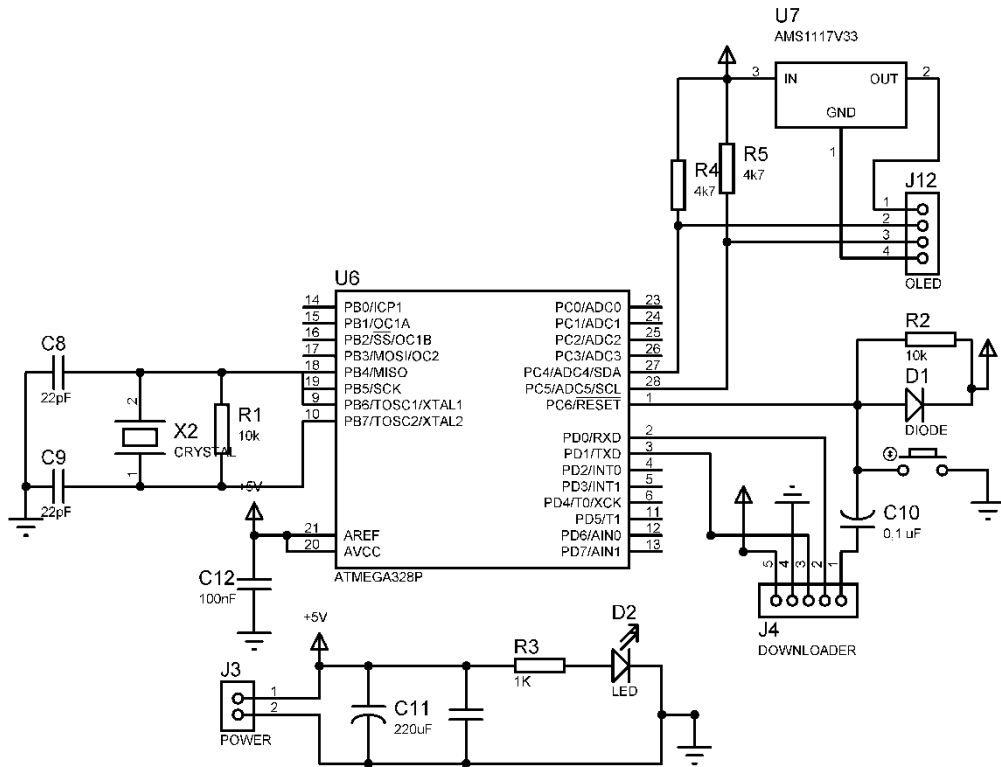 U7
AMS1117V33
3
IN
OUT
2
GND
1
R4
4k7
R5
4k7
J12
1
2
3
4
OLED
U6
14
PB0/ICP1
PC0/ADC0
23
15
PB1/OC1A
PC1/ADC1
24
16
PB2/SS/OC1B
PC2/ADC2
25
17
PB3/MOSI/OC2
PC3/ADC3
26
18
PB4/MISO
PC4/ADC4/SDA
27
19
PB5/SCK
PC5/ADC5/SCL
28
9
PB6/TOSC1/XTAL1
PC6/RESET
1
10
PB7/TOSC2/XTAL2
PD0/RXD
2
PD1/TXD
3
PD2/INT0
4
PD3/INT1
5
PD4/T0/XCK
6
PD5/T1
11
21
AREF
PD6/AIN0
12
20
AVCC
PD7/AIN1
13
ATMEGA328P
C8
22pF
C9
22pF
2
X2
CRYSTAL
1
R1
10k
+5V
C12
100nF
R2
10k
D1
DIODE
C10
0,1 uF
5
4
3
2
1
J4
DOWNLOADER
+5V
J3
1
2
POWER
C11
220uF
R3
1K
D2
LED